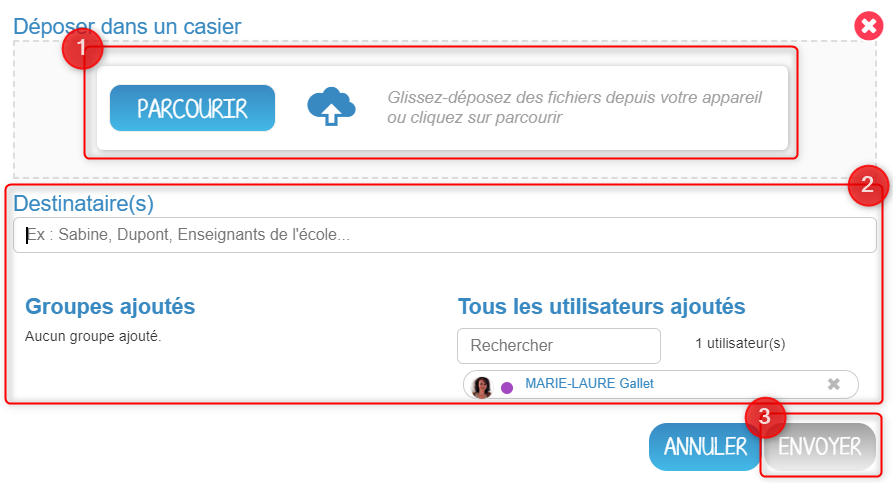 Déposer dans un casier
1
PARCOURIR
Glissez-déposez des fichiers depuis votre appareil
ou cliquez sur parcourir
2
Destinataire(s)
Ex : Sabine, Dupont, Enseignants de l'école...
Groupes ajoutés
Aucun groupe ajouté.
Tous les utilisateurs ajoutés
Rechercher
1 utilisateur(s)
MARIE-LAURE Gallet
3
ANNULER
ENVOYER